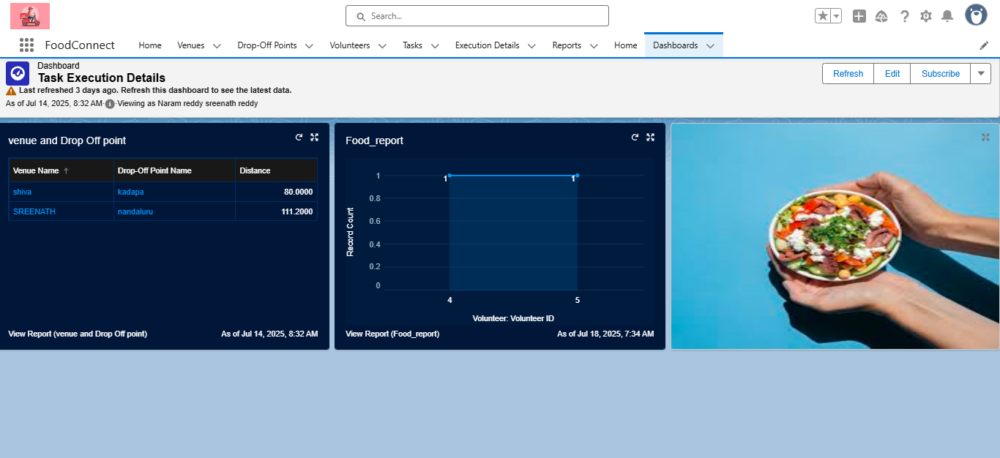 Search...
FoodConnect Home Venues Drop-Off Points Volunteers Tasks Execution Details Reports Home Dashboards
Dashboard
Task Execution Details
Last refreshed 3 days ago. Refresh this dashboard to see the latest data.
As of Jul 14, 2025, 8:32 AM·Viewing as Naram reddy sreenath reddy
Refresh Edit Subscribe
venue and Drop Off point
Venue Name ↑ Drop-Off Point Name Distance
shiva kadapa 80.0000
SREENATH nandaluru 111.2000
View Report (venue and Drop Off point) As of Jul 14, 2025, 8:32 AM
Food_report
Record Count
1
0.8
0.6
0.4
0.2
0
1 1
4 5
Volunteer: Volunteer ID
View Report (Food_report) As of Jul 18, 2025, 7:34 AM